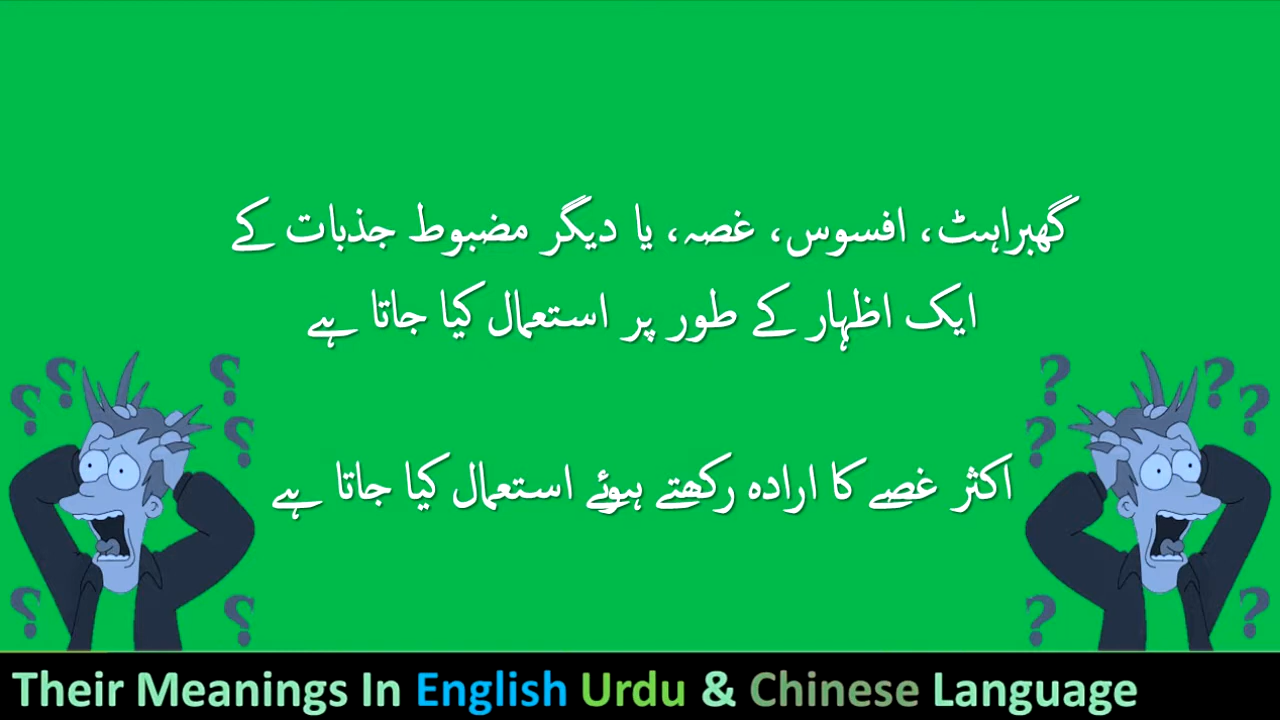 گھبراہٹ، افسوس، غصہ، یا دیگر مضبوط جذبات کے
ایک اظہار کے طور پر استعمال کیا جاتا ہے
اکثر غصے کا ارادہ رکھتے ہوئے استعمال کیا جاتا ہے
Their Meanings In English Urdu & Chinese Language